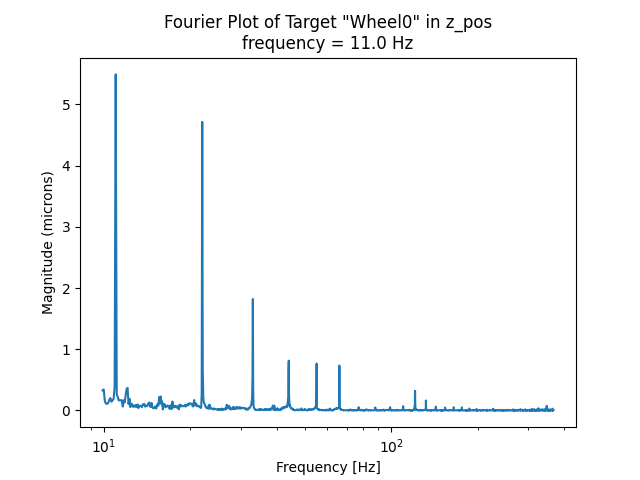 Fourier Plot of Target "Wheel0" in z_pos
frequency = 11.0 Hz
5
4
3
2
1
0
Magnitude (microns)
10¹
10²
Frequency [Hz]